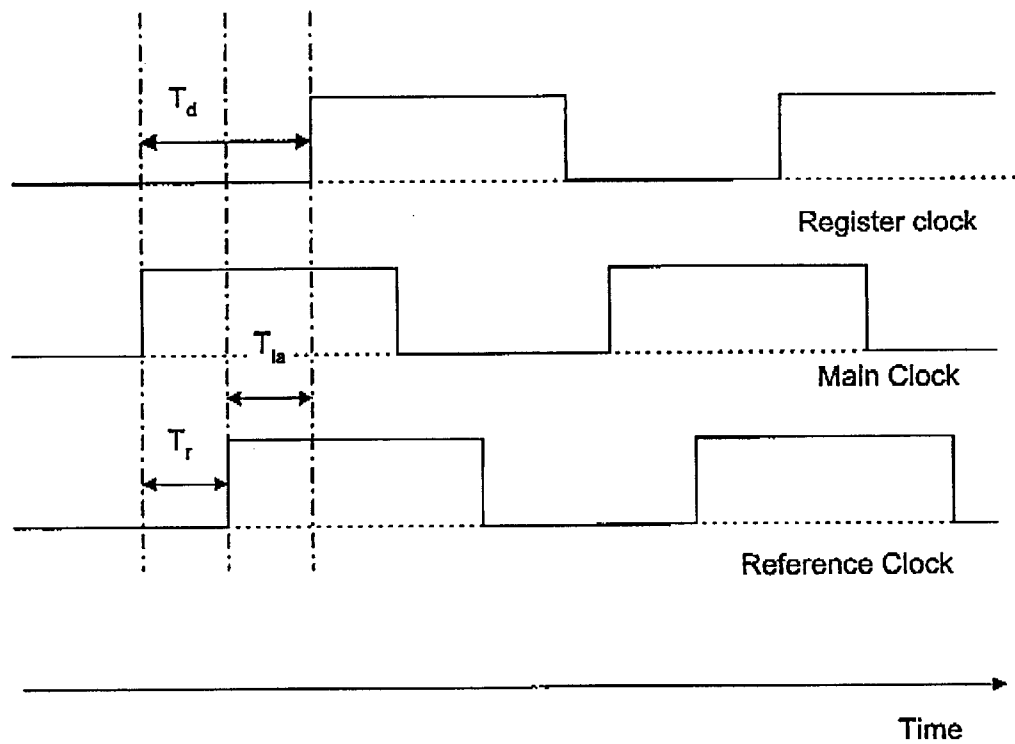 T_d
Register clock
T_la
Main Clock
T_r
Reference Clock
Time